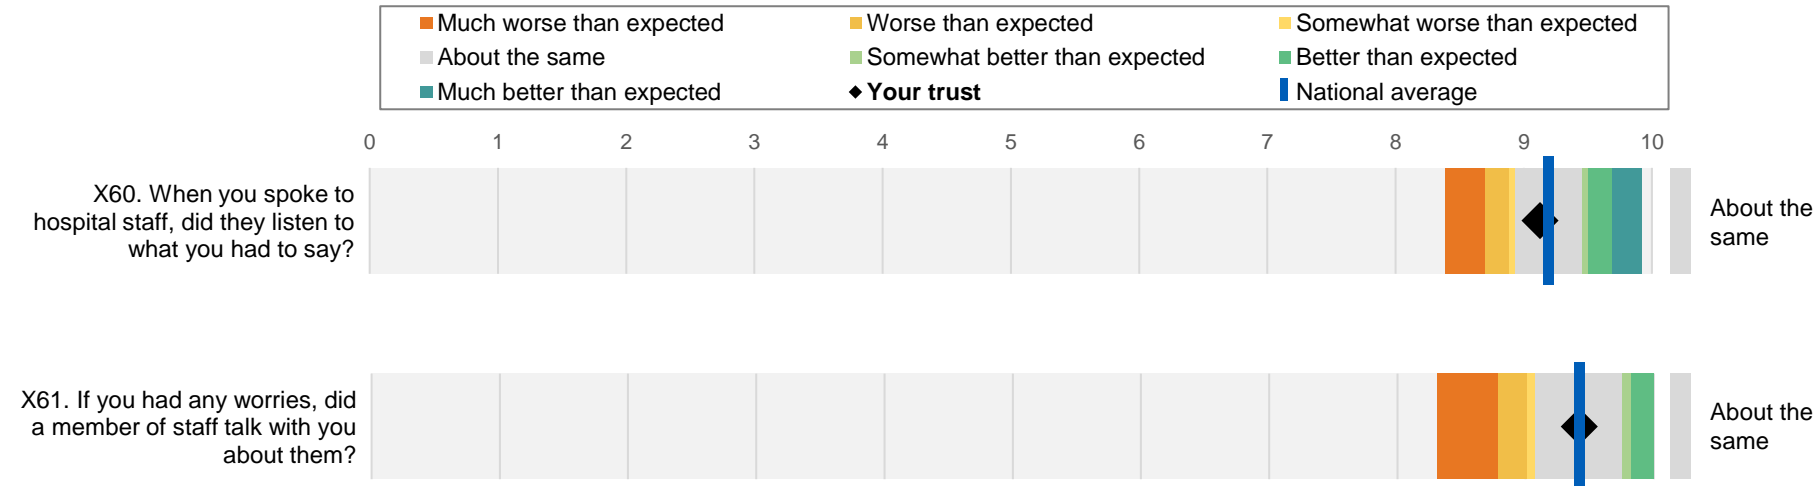 Much worse than expected
Worse than expected
Somewhat worse than expected
About the same
Somewhat better than expected
Better than expected
Much better than expected
Your trust
National average
0 1 2 3 4 5 6 7 8 9 10
X60. When you spoke to
hospital staff, did they listen to
what you had to say?
About the
same
X61. If you had any worries, did
a member of staff talk with you
about them?
About the
same